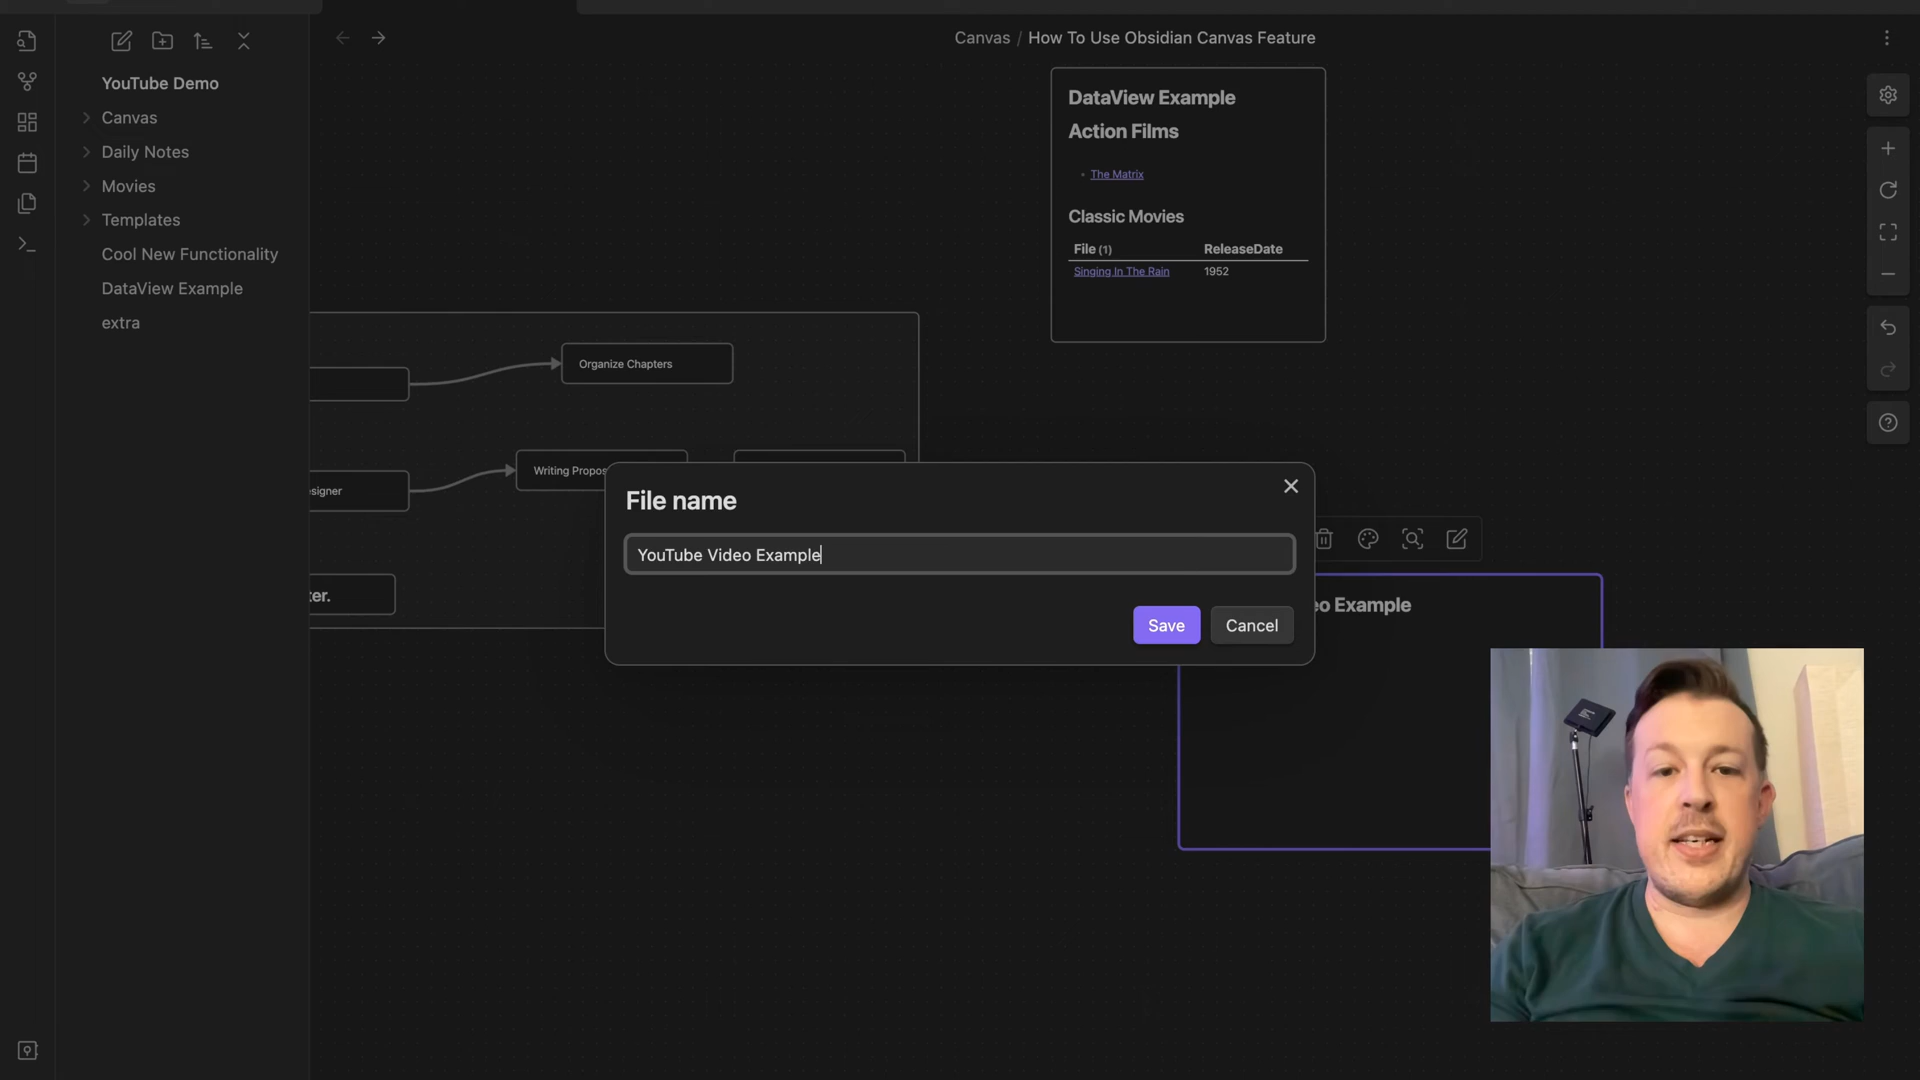 Canvas / How To Use Obsidian Canvas Feature
YouTube Demo
Canvas
Daily Notes
Movies
Templates
Cool New Functionality
DataView Example
extra
DataView Example
Action Films
The Matrix
Classic Movies
File (1) ReleaseDate
Singing In The Rain 1952
Organize Chapters
Writing Propos
signer
ter.
File name
YouTube Video Example
Save
Cancel
eo Example